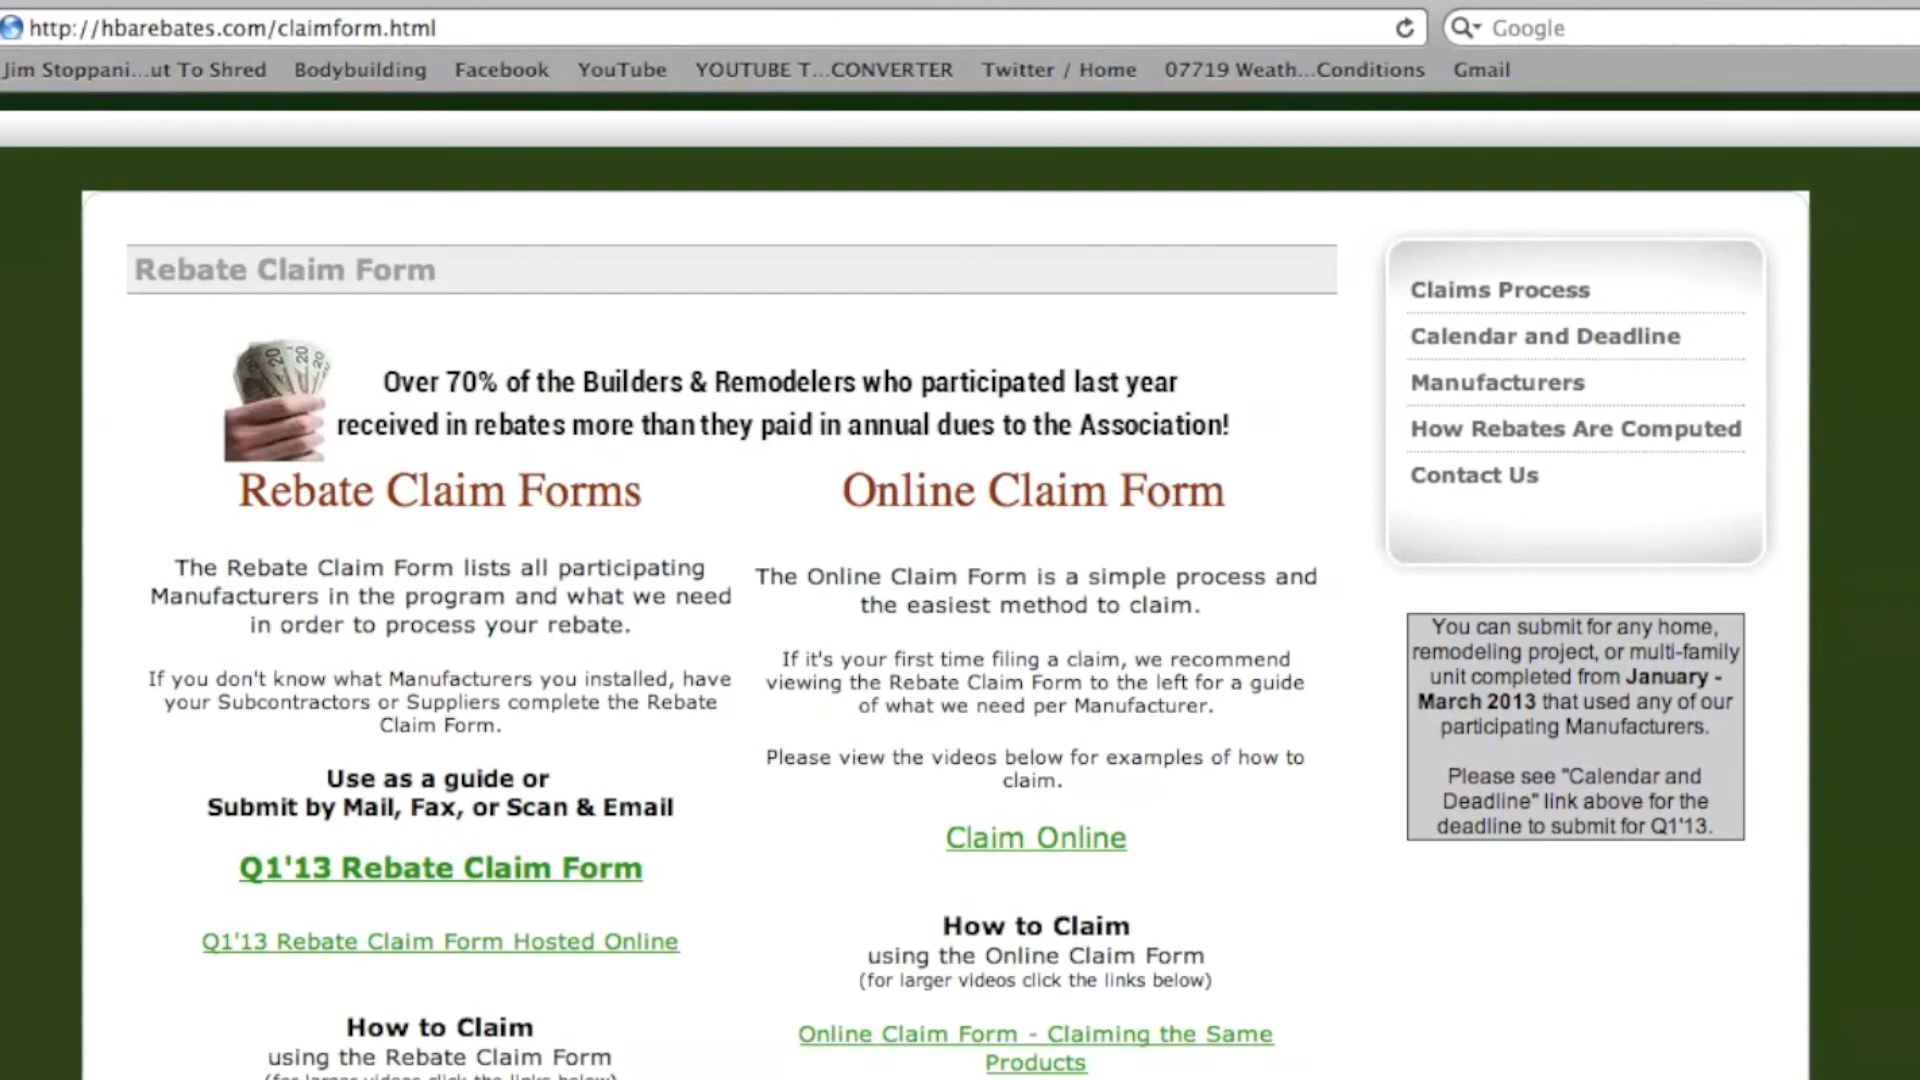 http://hbarebates.com/claimform.html
Google
Jim Stoppani...ut To Shred Bodybuilding Facebook YouTube YOUTUBE T...CONVERTER Twitter / Home 07719 Weath...Conditions Gmail
Rebate Claim Form
Over 70% of the Builders & Remodelers who participated last year
received in rebates more than they paid in annual dues to the Association!
Rebate Claim Forms
The Rebate Claim Form lists all participating
Manufacturers in the program and what we need
in order to process your rebate.
If you don't know what Manufacturers you installed, have
your Subcontractors or Suppliers complete the Rebate
Claim Form.
Use as a guide or
Submit by Mail, Fax, or Scan & Email
Q1'13 Rebate Claim Form
Q1'13 Rebate Claim Form Hosted Online
How to Claim
using the Rebate Claim Form
(for larger videos click the links below)
Online Claim Form
The Online Claim Form is a simple process and
the easiest method to claim.
If it's your first time filing a claim, we recommend
viewing the Rebate Claim Form to the left for a guide
of what we need per Manufacturer.
Please view the videos below for examples of how to
claim.
Claim Online
How to Claim
using the Online Claim Form
(for larger videos click the links below)
Online Claim Form - Claiming the Same
Products
Claims Process
Calendar and Deadline
Manufacturers
How Rebates Are Computed
Contact Us
You can submit for any home,
remodeling project, or multi-family
unit completed from January -
March 2013 that used any of our
participating Manufacturers.
Please see "Calendar and
Deadline" link above for the
deadline to submit for Q1'13.